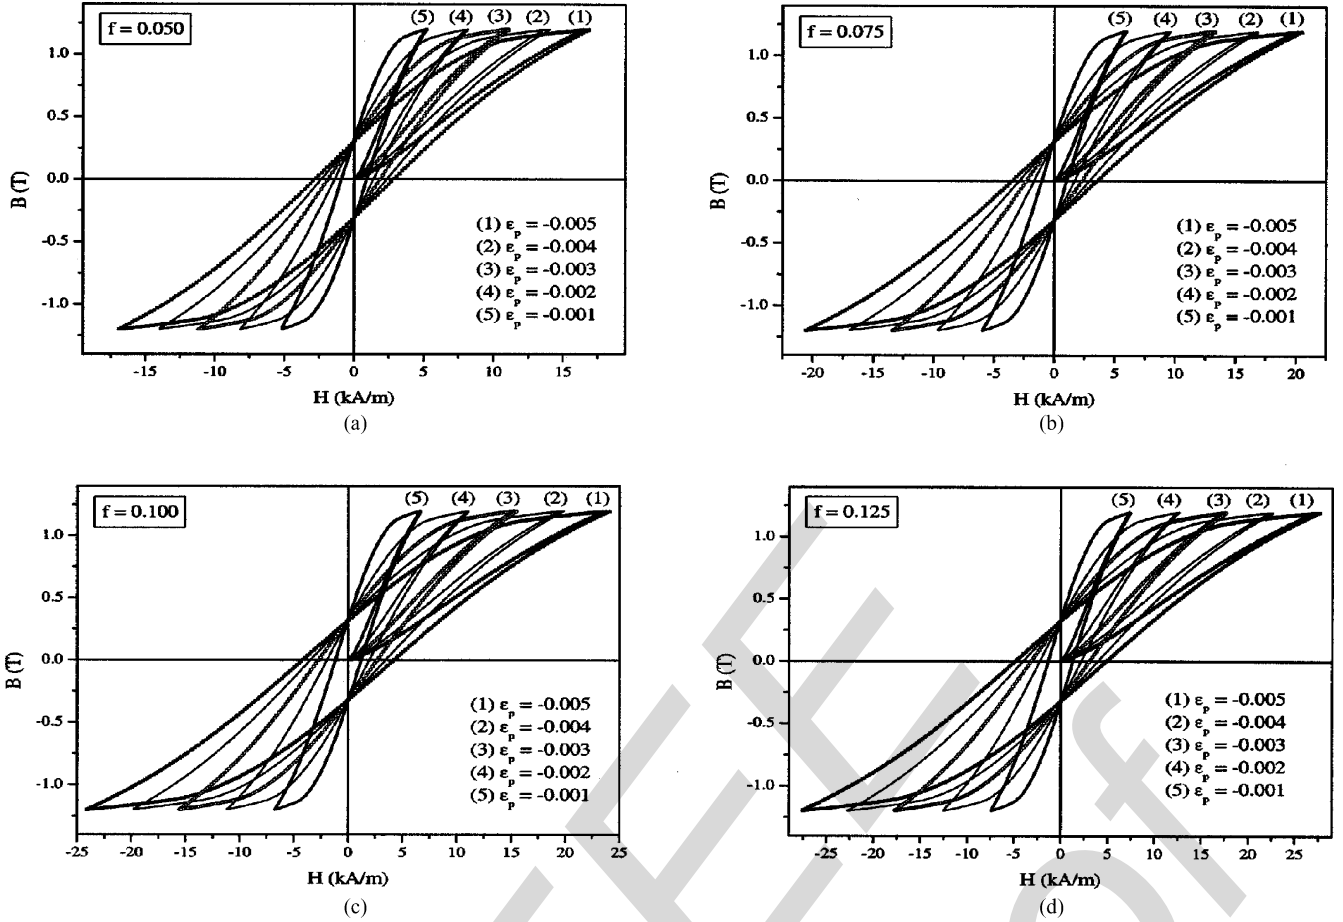 (5) (4) (3) (2) (1)
f = 0.050
1.0
0.5
0.0
-0.5
-1.0
B (T)
(1) εp = -0.005
(2) εp = -0.004
(3) εp = -0.003
(4) εp = -0.002
(5) εp = -0.001
-15 -10 -5 0 5 10 15
H (kA/m)
(a)
(5) (4) (3) (2) (1)
f = 0.075
1.0
0.5
0.0
-0.5
-1.0
B (T)
(1) εp = -0.005
(2) εp = -0.004
(3) εp = -0.003
(4) εp = -0.002
(5) εp = -0.001
-20 -15 -10 -5 0 5 10 15 20
H (kA/m)
(b)
(5) (4) (3) (2) (1)
f = 0.100
1.0
0.5
0.0
-0.5
-1.0
B (T)
(1) εp = -0.005
(2) εp = -0.004
(3) εp = -0.003
(4) εp = -0.002
(5) εp = -0.001
-25 -20 -15 -10 -5 0 5 10 15 20 25
H (kA/m)
(c)
(5) (4) (3) (2) (1)
f = 0.125
1.0
0.5
0.0
-0.5
-1.0
B (T)
(1) εp = -0.005
(2) εp = -0.004
(3) εp = -0.003
(4) εp = -0.002
(5) εp = -0.001
-25 -20 -15 -10 -5 0 5 10 15 20 25
H (kA/m)
(d)